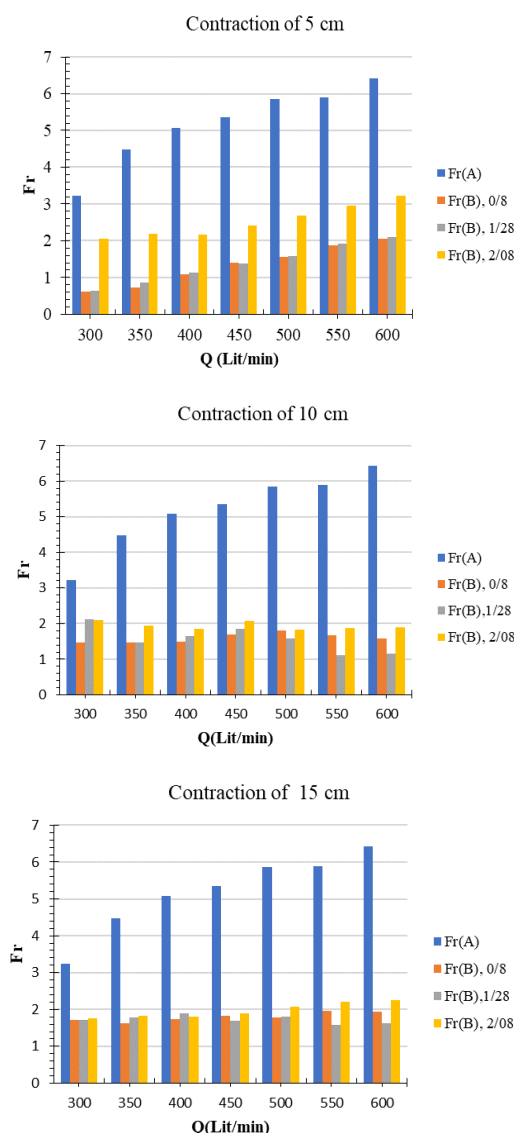 Contraction of 5 cm
7
6
5
4
3
2
1
0
Fr
300 350 400 450 500 550 600
Q (Lit/min)
Fr(A)
Fr(B), 0/8
Fr(B), 1/28
Fr(B), 2/08
Contraction of 10 cm
7
6
5
4
3
2
1
0
Fr
300 350 400 450 500 550 600
Q(Lit/min)
Fr(A)
Fr(B), 0/8
Fr(B),1/28
Fr(B), 2/08
Contraction of 15 cm
7
6
5
4
3
2
1
0
Fr
300 350 400 450 500 550 600
Q(Lit/min)
Fr(A)
Fr(B), 0/8
Fr(B),1/28
Fr(B), 2/08